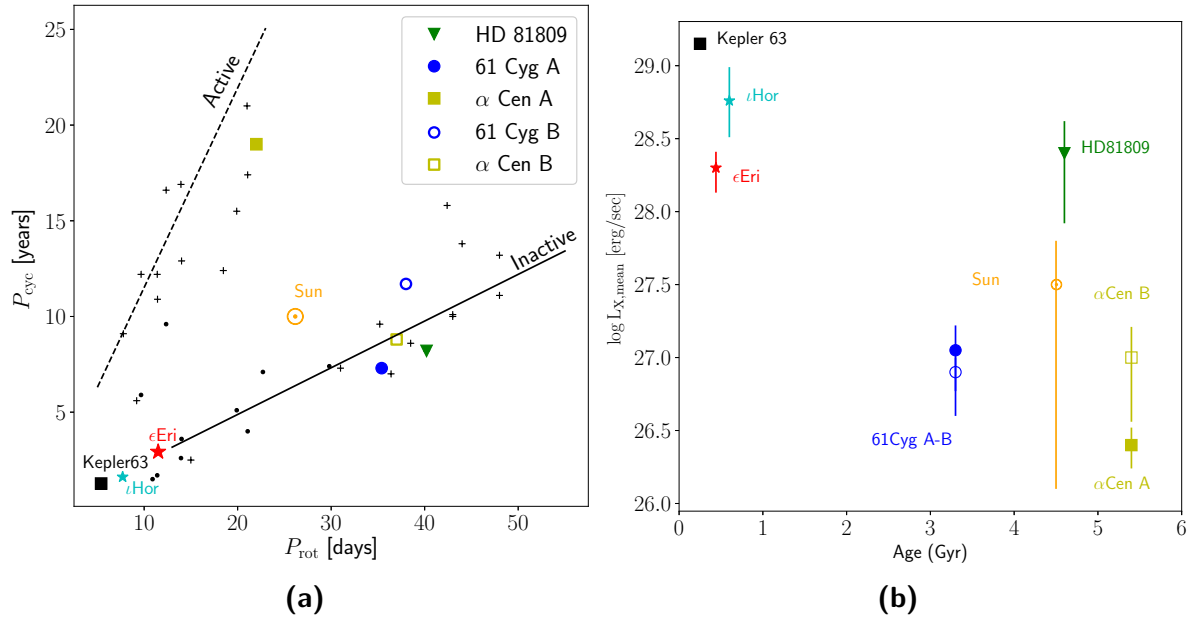 25
20
15
10
5
P_cyc [years]
10
20
30
40
50
P_rot [days]
Active
Inactive
HD 81809
61 Cyg A
α Cen A
61 Cyg B
α Cen B
Sun
ϵEri
Kepler63
ιHor
(a)
29.0
28.5
28.0
27.5
27.0
26.5
26.0
log L_X,mean [erg/sec]
0
1
2
3
4
5
6
Age (Gyr)
Kepler 63
ιHor
ϵEri
HD81809
Sun
αCen B
61Cyg A-B
αCen A
(b)